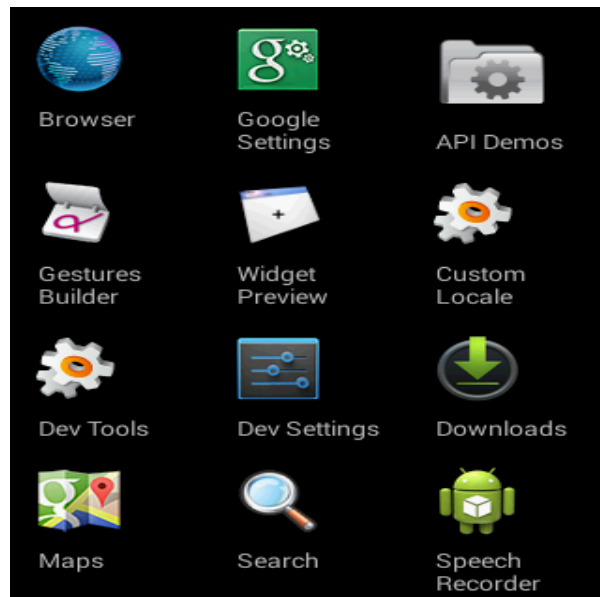 Browser
Google
Settings
API Demos
Gestures
Builder
Widget
Preview
Custom
Locale
Dev Tools
Dev Settings
Downloads
Maps
Search
Speech
Recorder